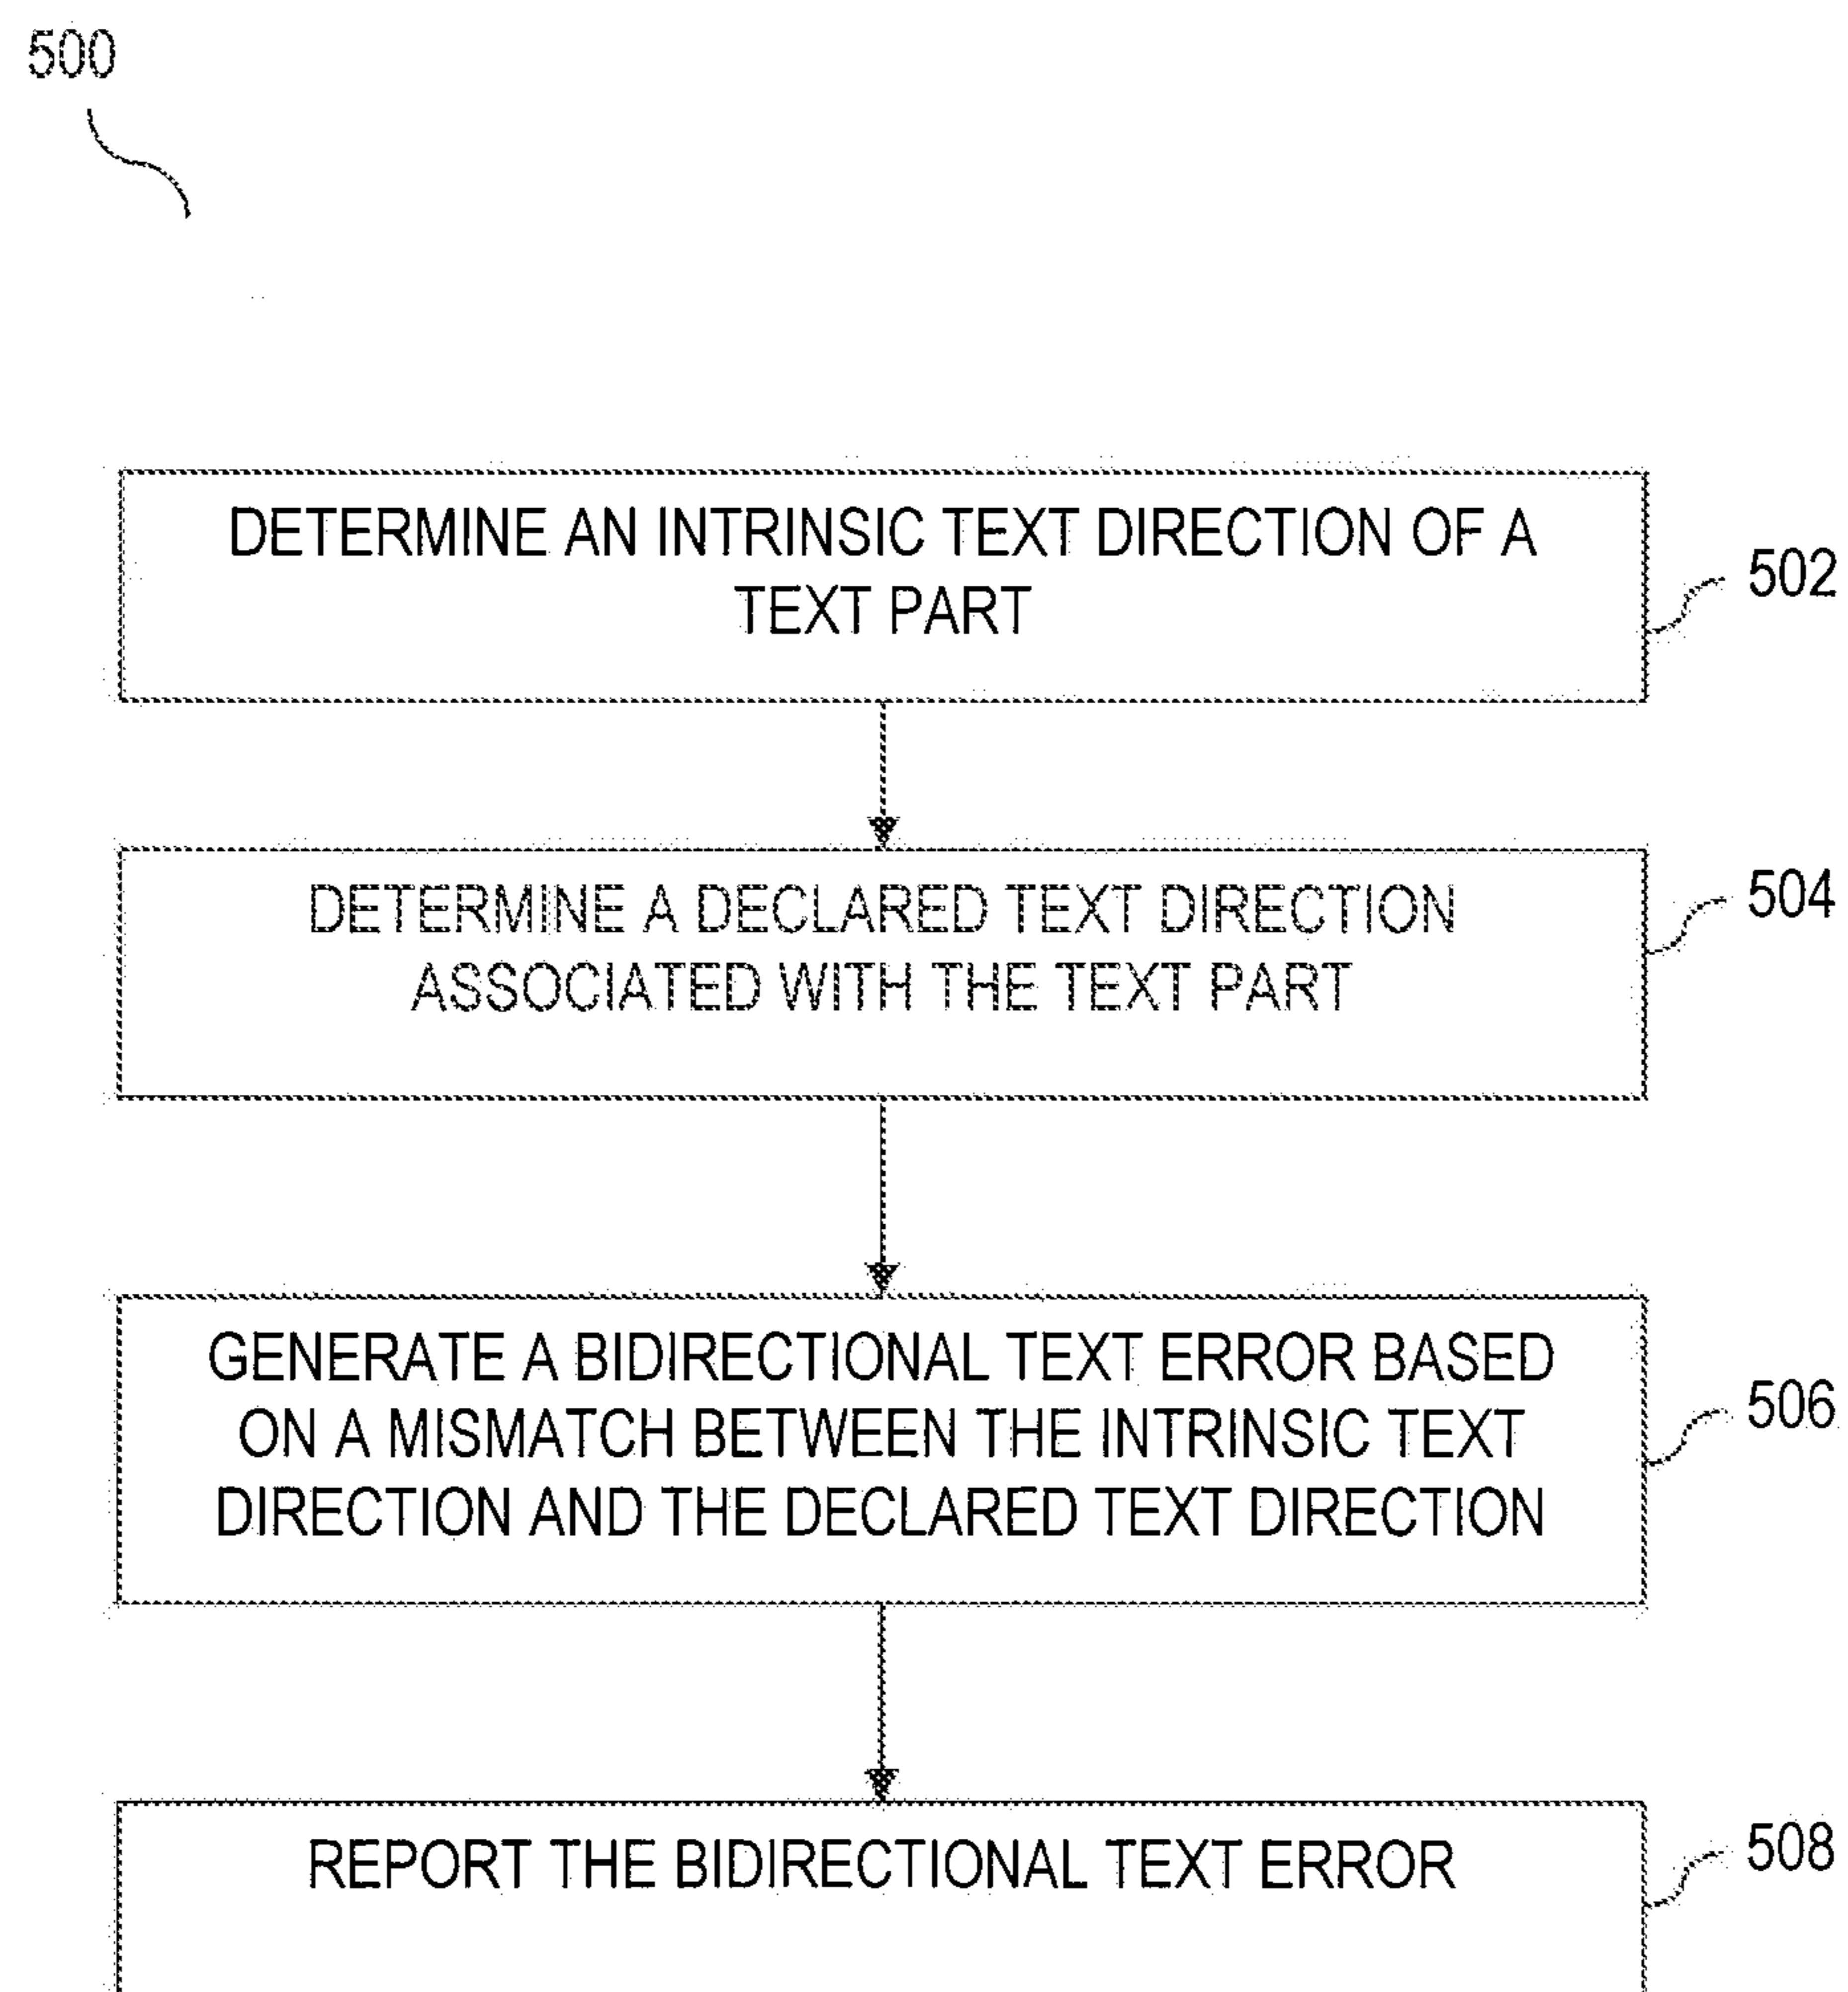 500
DETERMINE AN INTRINSIC TEXT DIRECTION OF A
TEXT PART
502
DETERMINE A DECLARED TEXT DIRECTION
ASSOCIATED WITH THE TEXT PART
504
GENERATE A BIDIRECTIONAL TEXT ERROR BASED
ON A MISMATCH BETWEEN THE INTRINSIC TEXT
DIRECTION AND THE DECLARED TEXT DIRECTION
506
REPORT THE BIDIRECTIONAL TEXT ERROR
508